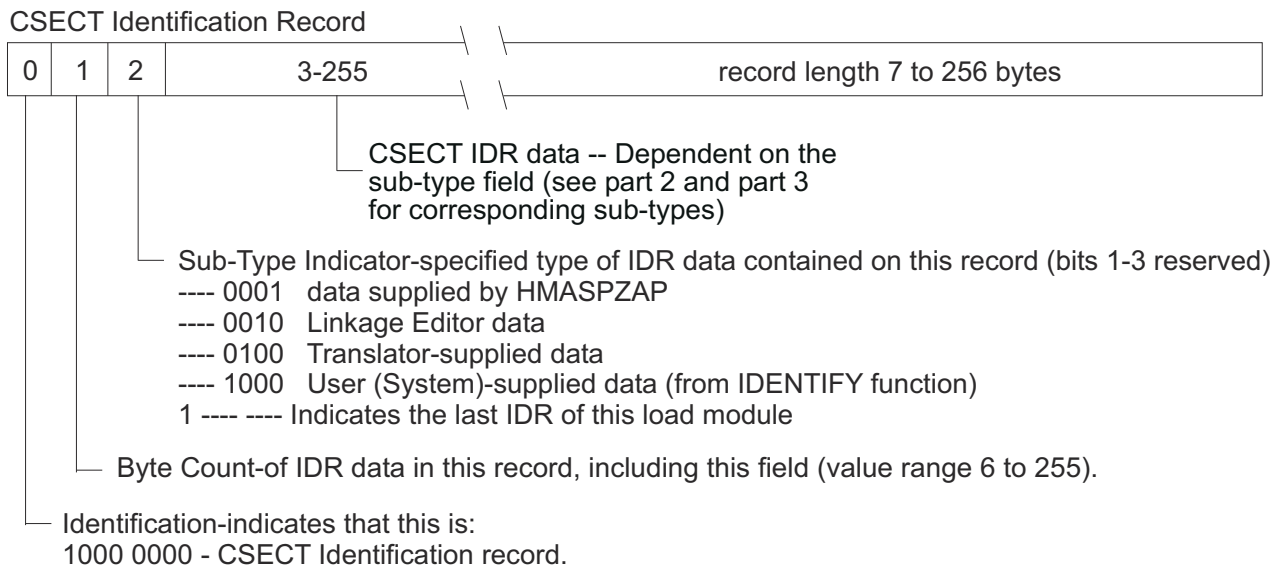 CSECT Identification Record
0 1 2 3-255 record length 7 to 256 bytes
CSECT IDR data -- Dependent on the
sub-type field (see part 2 and part 3
for corresponding sub-types)
Sub-Type Indicator-specified type of IDR data contained on this record (bits 1-3 reserved)
---- 0001 data supplied by HMASPZAP
---- 0010 Linkage Editor data
---- 0100 Translator-supplied data
---- 1000 User (System)-supplied data (from IDENTIFY function)
1 ---- ---- Indicates the last IDR of this load module
Byte Count-of IDR data in this record, including this field (value range 6 to 255).
Identification-indicates that this is:
1000 0000 - CSECT Identification record.